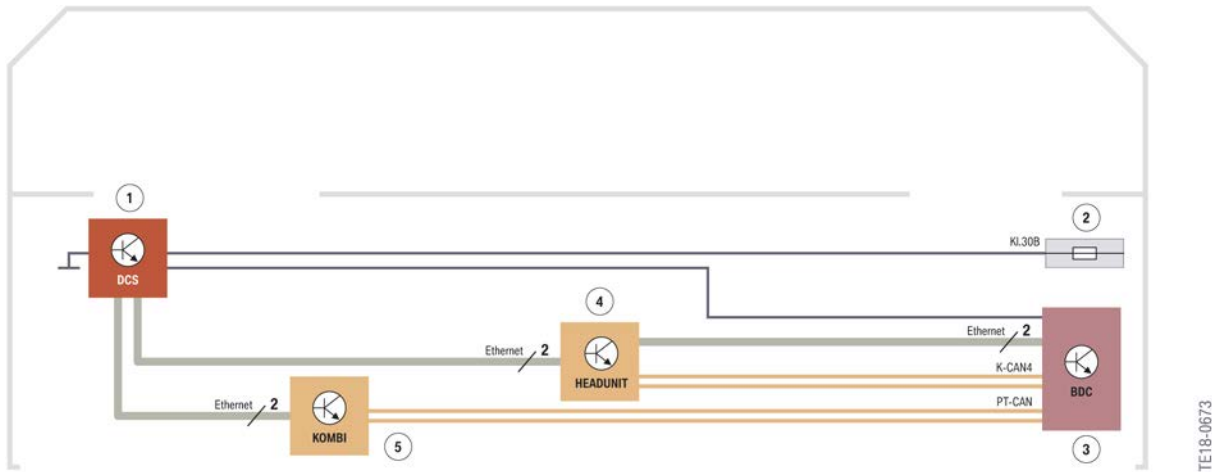 1
2
Kl.30B
DCS
4
Ethernet
2
Ethernet
2
K-CAN4
HEADUNIT
BDC
Ethernet
2
PT-CAN
KOMBI
5
3
TE18-0673